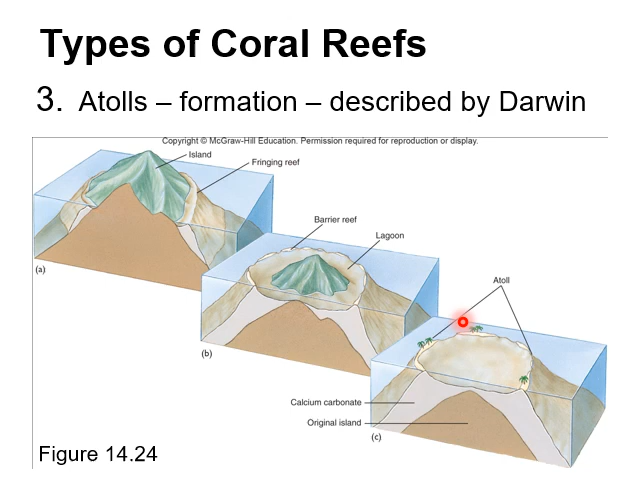 Types of Coral Reefs
3. Atolls – formation – described by Darwin
Copyright © McGraw-Hill Education. Permission required for reproduction or display.
Island
Fringing reef
(a)
Barrier reef
Lagoon
(b)
Atoll
Calcium carbonate
Original island
(c)
Figure 14.24